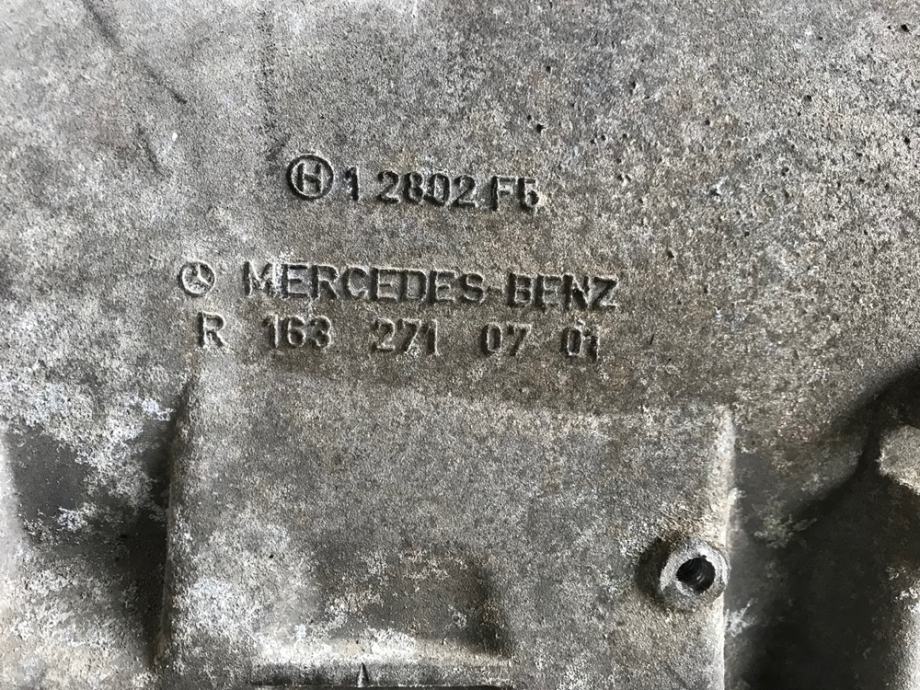 H 1 2802 F5
MERCEDES-BENZ
R 163 271 07 01